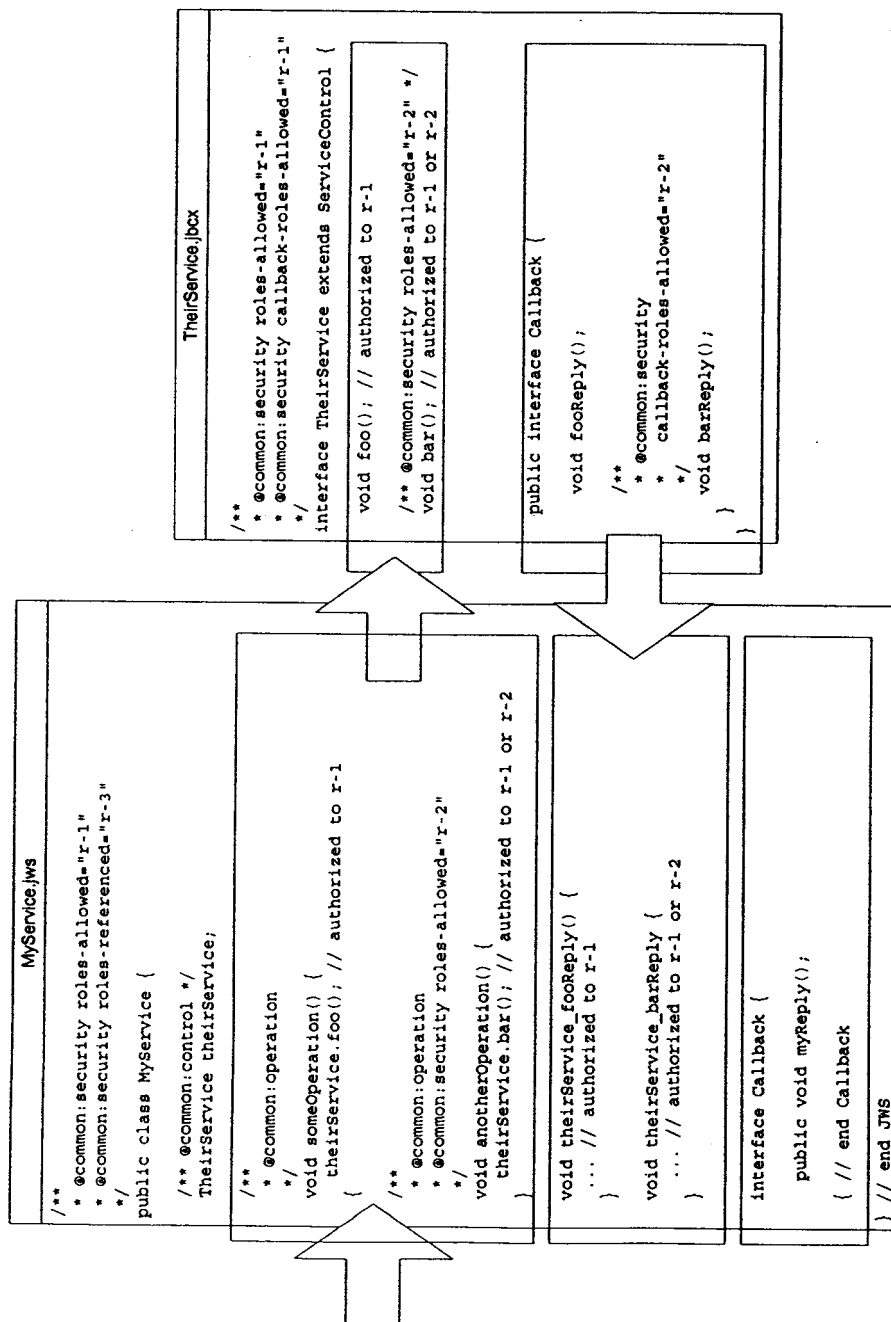 MyService.jws
/**
 * @common:security roles-allowed="r-1"
 * @common:security roles-referenced="r-3"
 */
public class MyService {
/** @common:control */
TheirService theirService;
/**
 * @common:operation
 */
void someOperation() {
theirService.foo(); // authorized to r-1
}
/**
 * @common:operation
 * @common:security roles-allowed="r-2"
 */
void anotherOperation() {
theirService.bar(); // authorized to r-1 or r-2
}
void theirService_fooReply() {
... // authorized to r-1
}
void theirService_barReply {
... // authorized to r-1 or r-2
}
interface Callback {
public void myReply();
{ // end Callback
} // end JWS
TheirService.jbcx
/**
 * @common:security roles-allowed="r-1"
 * @common:security callback-roles-allowed="r-1"
 */
interface TheirService extends ServiceControl {
void foo(); // authorized to r-1
/** @common:security roles-allowed="r-2" */
void bar(); // authorized to r-1 or r-2
public interface Callback {
void fooReply();
/**
 * @common:security
 * callback-roles-allowed="r-2"
 */
void barReply();
}
}